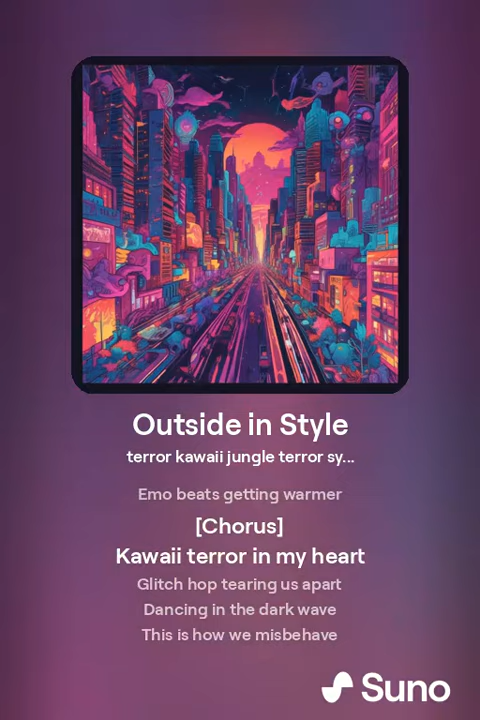 Outside in Style
terror kawaii jungle terror sy...
Emo beats getting warmer
[Chorus]
Kawaii terror in my heart
Glitch hop tearing us apart
Dancing in the dark wave
This is how we misbehave
Suno